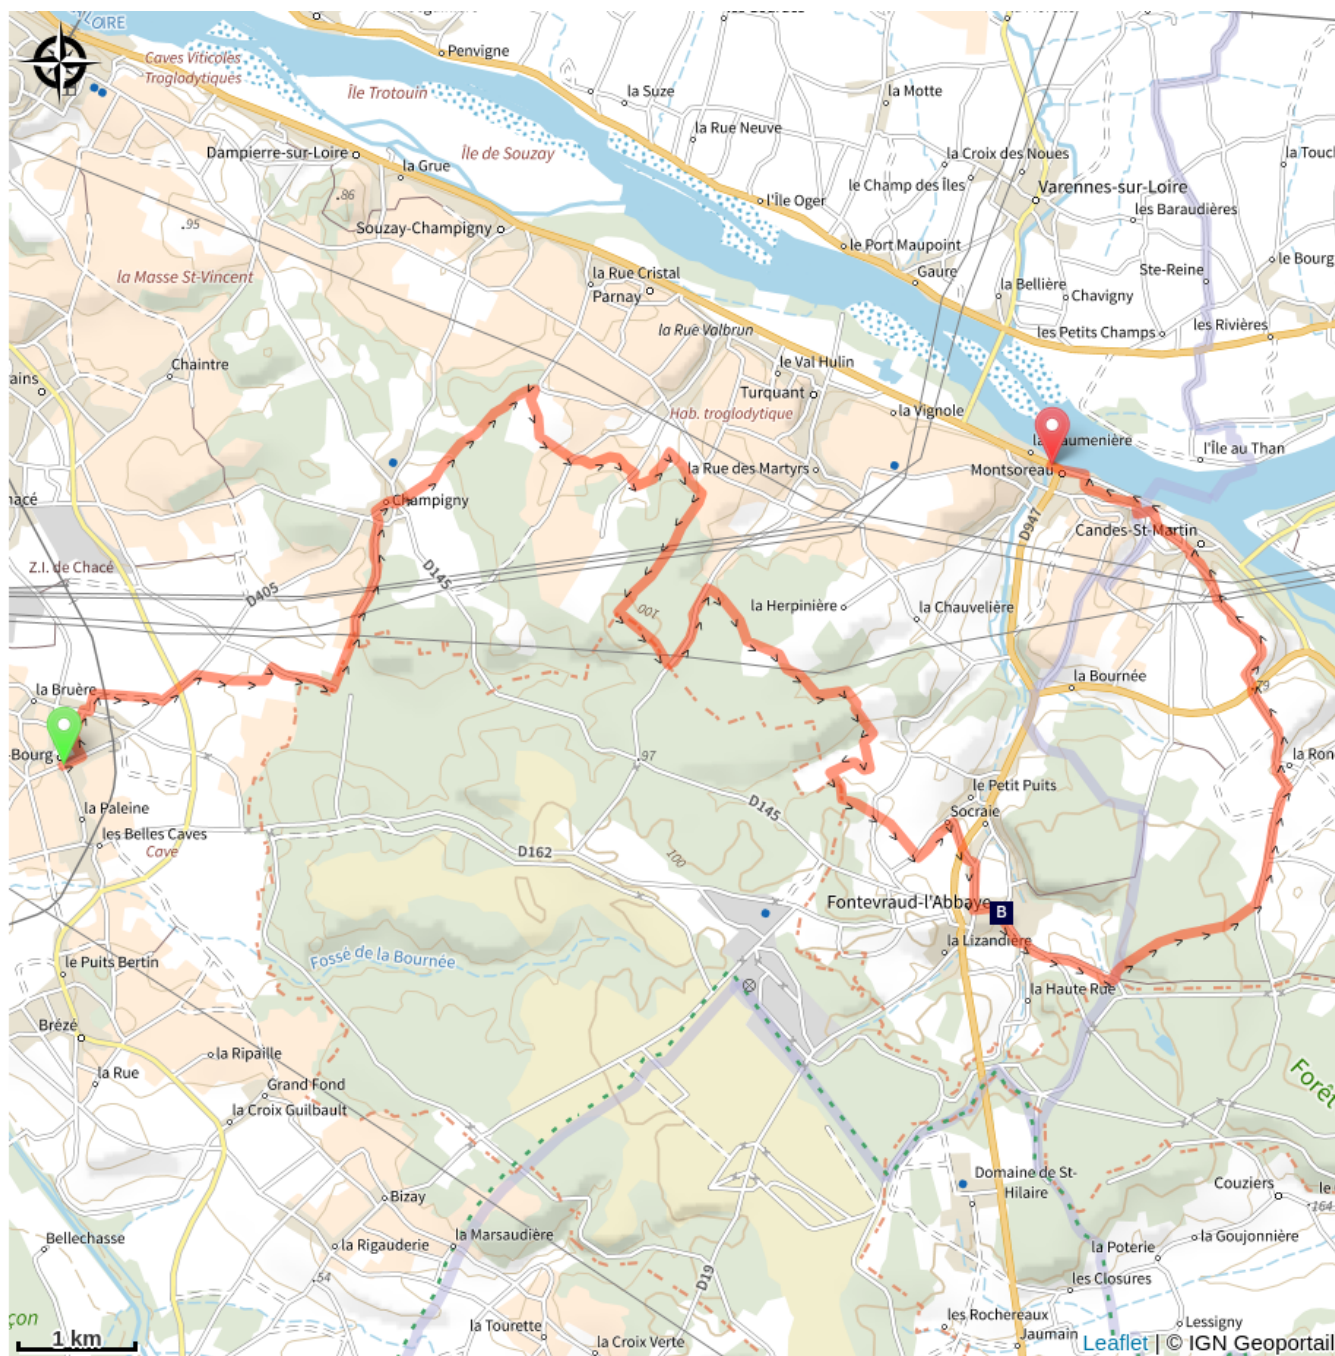 LOIRE
Penvigne
Caves Viticoles
Troglodytiques
Île Trotouin
la Suze
la Motte
la Rue Neuve
Dampierre-sur-Loire
la Grue
Île de Souzay
la Croix des Noues
le Champ des Îles
Varennes-sur-Loire
.86
l'Île Oger
les Baraudières
.95
Souzay-Champigny
le Port Maupoint
la Masse St-Vincent
la Rue Cristal
Gaure
Ste-Reine
le Bourg
Parnay
la Bellière
Chavigny
la Rue Valbrun
les Petits Champs
les Rivières
Chaintre
le Val Hulin
Turquant
Hab. troglodytique
la Vignole
la Rue des Martyrs
l'Île au Than
Montsoreau
Champigny
D947
Candes-St-Martin
Z.I. de Chacé
D145
D405
100
la Herpinière
la Chauvelière
la Bruère
la Bournée
79
Bourg
.97
la Paleine
le Petit Puits
Socraie
les Belles Caves
Cave
D162
D145
100
Fontevraud-l'Abbaye
B
la Lizandière
le Puits Bertin
Fossé de la Bournée
la Haute Rue
Brézé
la Ripaille
la Rue
Grand Fond
la Croix Guilbault
Forêt
Domaine de St-
Hilaire
Couziers
Bizay
164
Bellechasse
la Marsaudière
la Rigauderie
la Poterie
la Goujonnière
.54
D19
les Closures
la Tourette
les Rochereaux
Lessigny
1 km
la Croix Verte
Jaumain
Leaflet | © IGN Geoportail